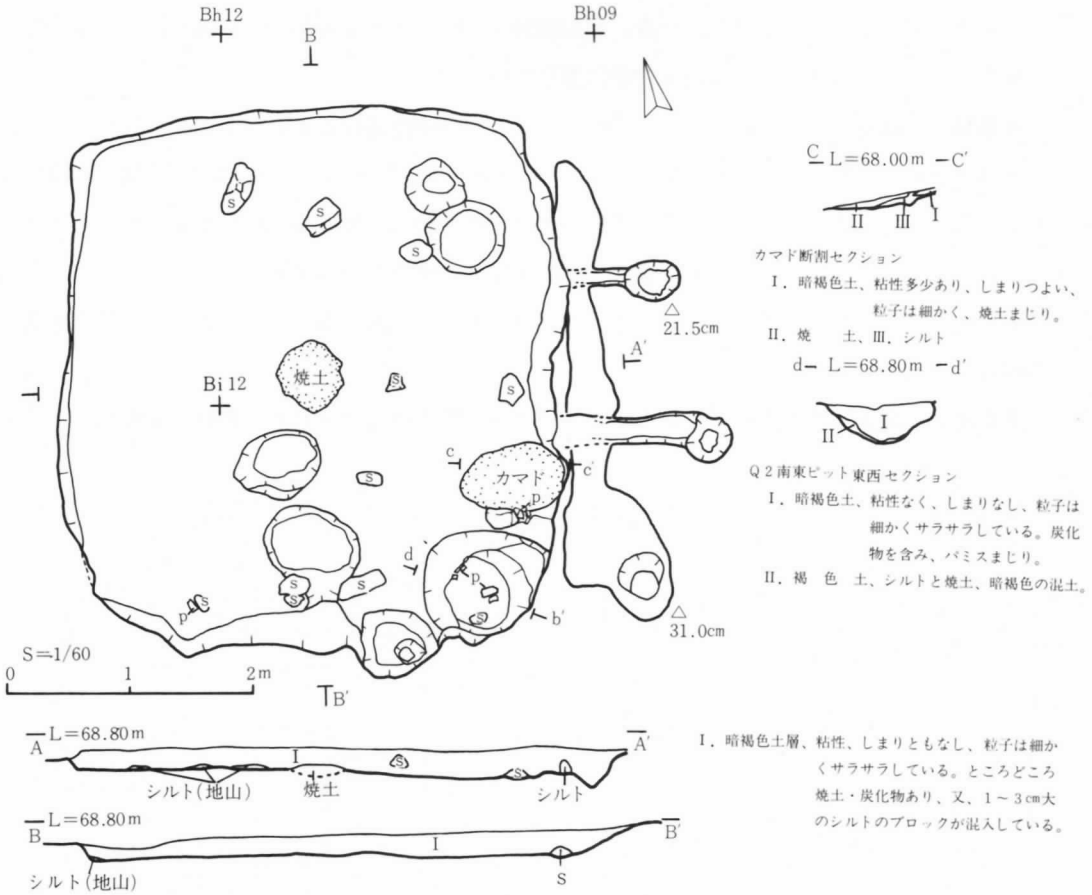 Bh12
Bh09
B
s
s
s
21.5cm
A'
焼土
Bi12
s
s
c
カマド
c'
s
p
d'
p
s
s
s
p
s
s
b'
31.0cm
S=1/60
0 1 2m
B'
C L=68.00m C'
II III I
カマド断割セクション
I. 暗褐色土、粘性多少あり、しまりつよい、
粒子は細かく、焼土まじり。
II. 焼 土、III. シルト
d L=68.80m d'
I
II
Q2南東ピット東西セクション
I. 暗褐色土、粘性なく、しまりなし、粒子は
細かくサラサラしている。炭化
物を含み、パミスまじり。
II. 褐 色 土、シルトと焼土、暗褐色の混土。
L=68.80m
A
A'
I
s
s
シルト(地山)
焼土
シルト
L=68.80m
B
B'
I
シルト(地山)
S
I. 暗褐色土層、粘性、しまりともなし、粒子は細か
くサラサラしている。ところどころ
焼土・炭化物あり、又、1~3cm大
のシルトのブロックが混入している。